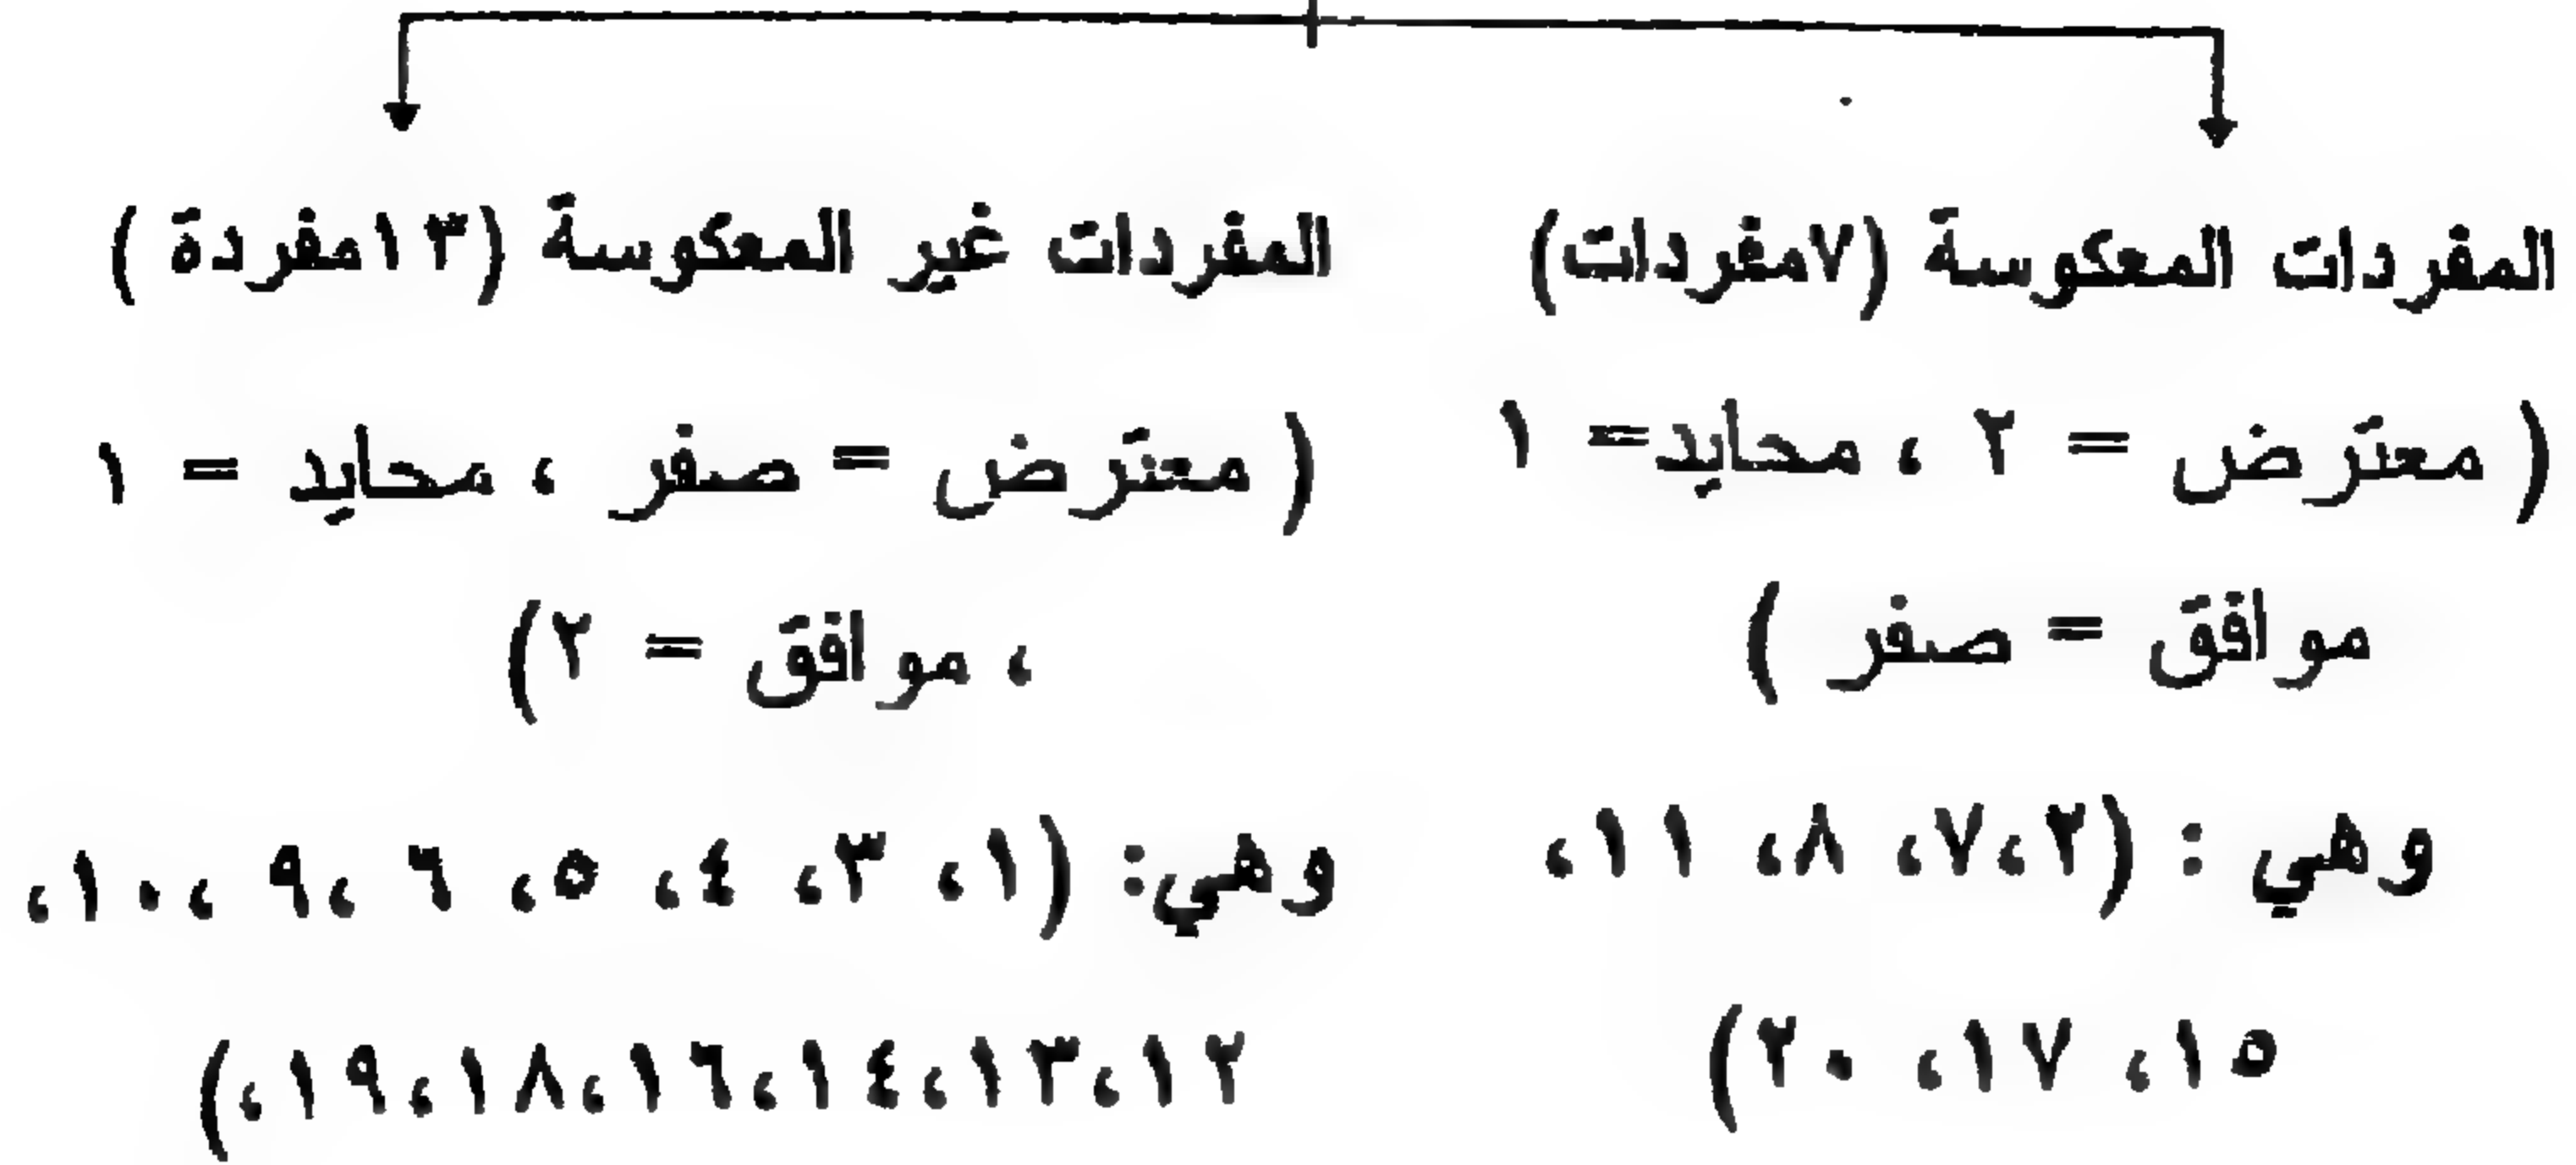 المفردات المعكوسة (٧مفردات)
( معترض = ٢ ، محايد= ١
موافق = صفر )
وهي : (٢،٧، ٨، ١١،
١٥، ١٧، ٢٠)
المفردات غير المعكوسة (١٣مفردة )
( معترض = صفر ، محايد = ١
، موافق = ٢)
وهي: (١، ٣، ٤، ٥، ٦ ،٩ ،١٠،
١٢،١٣،١٤،١٦،١٨،١٩،)